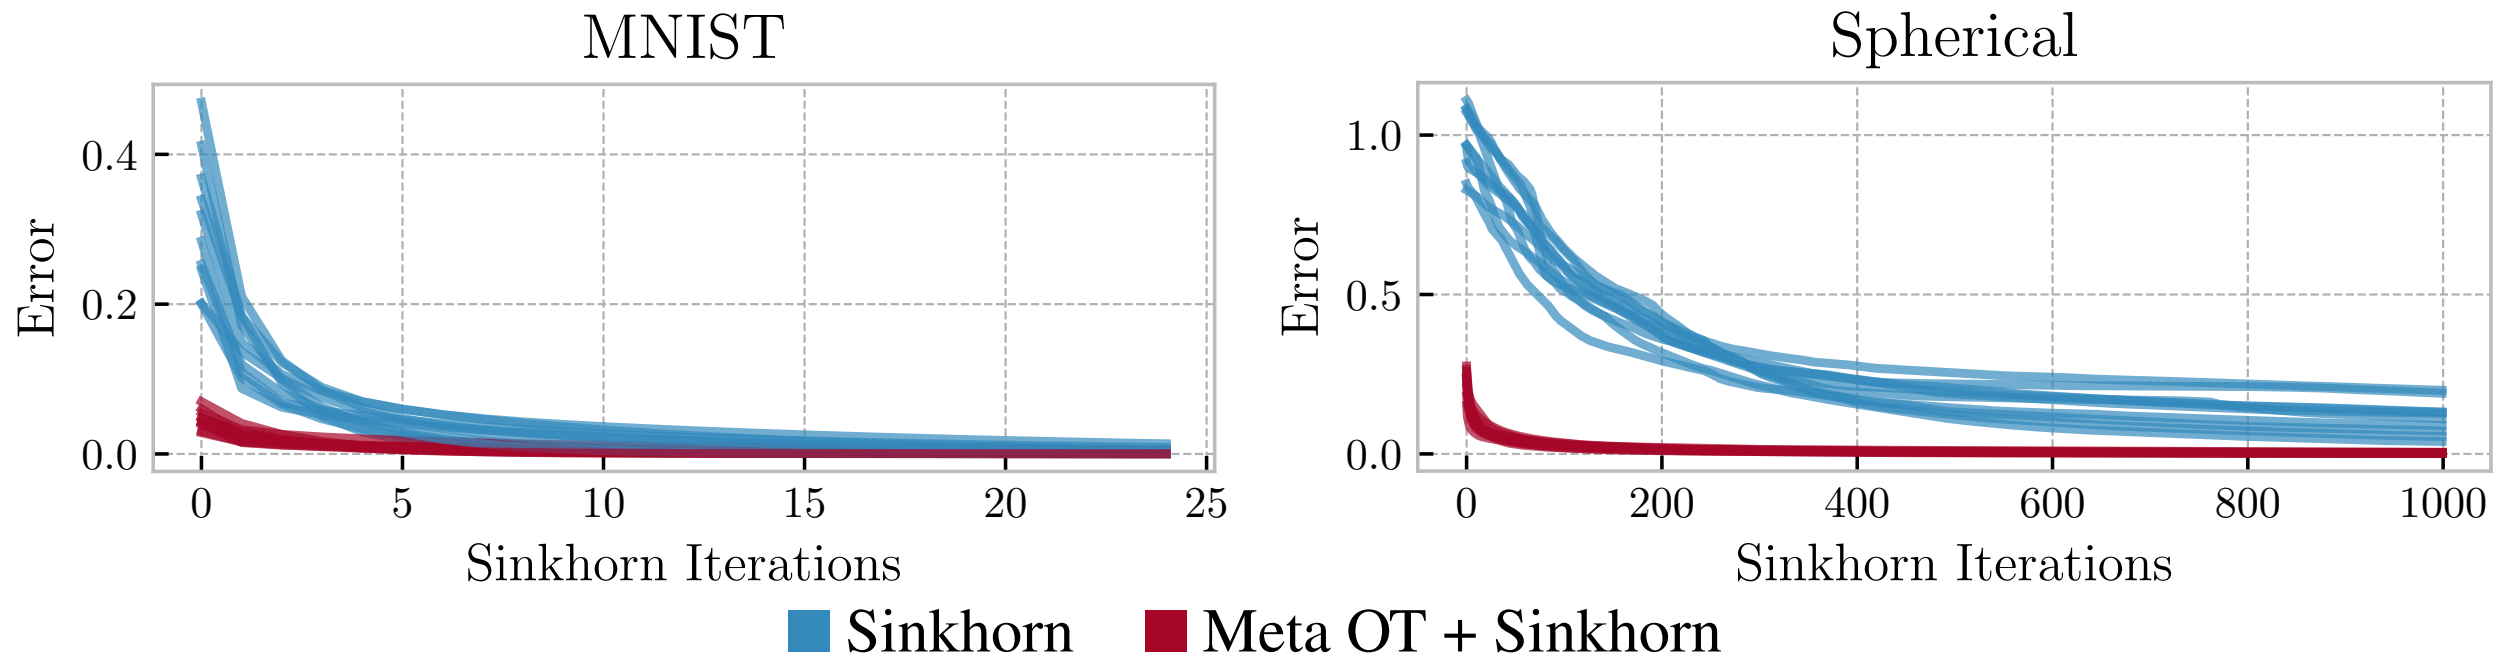 MNIST
Error
0.4
0.2
0.0
0 5 10 15 20 25
Sinkhorn Iterations
Spherical
Error
1.0
0.5
0.0
0 200 400 600 800 1000
Sinkhorn Iterations
Sinkhorn Meta OT + Sinkhorn